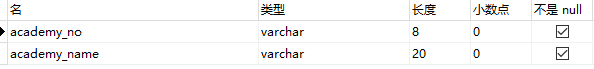 名 类型 长度 小数点 不是 null
academy_no varchar 8 0
academy_name varchar 20 0